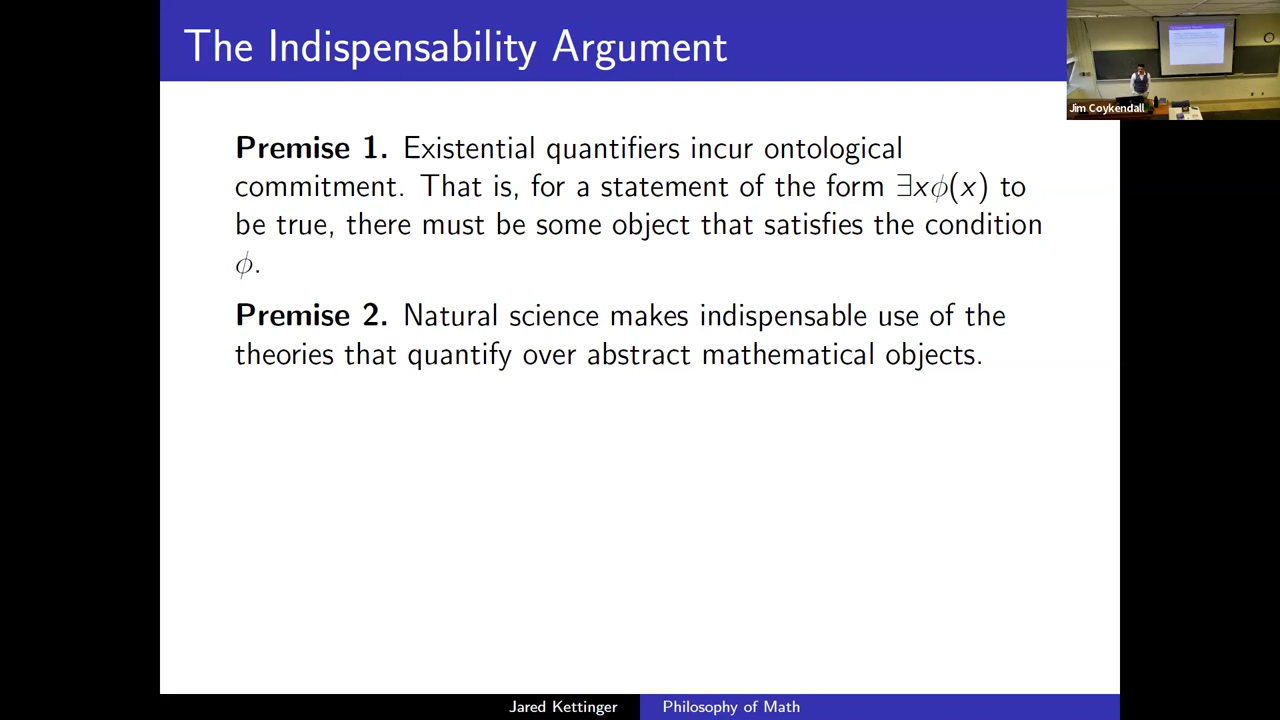 The Indispensability Argument
Jim Coykendall
Premise 1. Existential quantifiers incur ontological
commitment. That is, for a statement of the form ∃xϕ(x) to
be true, there must be some object that satisfies the condition
ϕ.
Premise 2. Natural science makes indispensable use of the
theories that quantify over abstract mathematical objects.
Jared Kettinger
Philosophy of Math